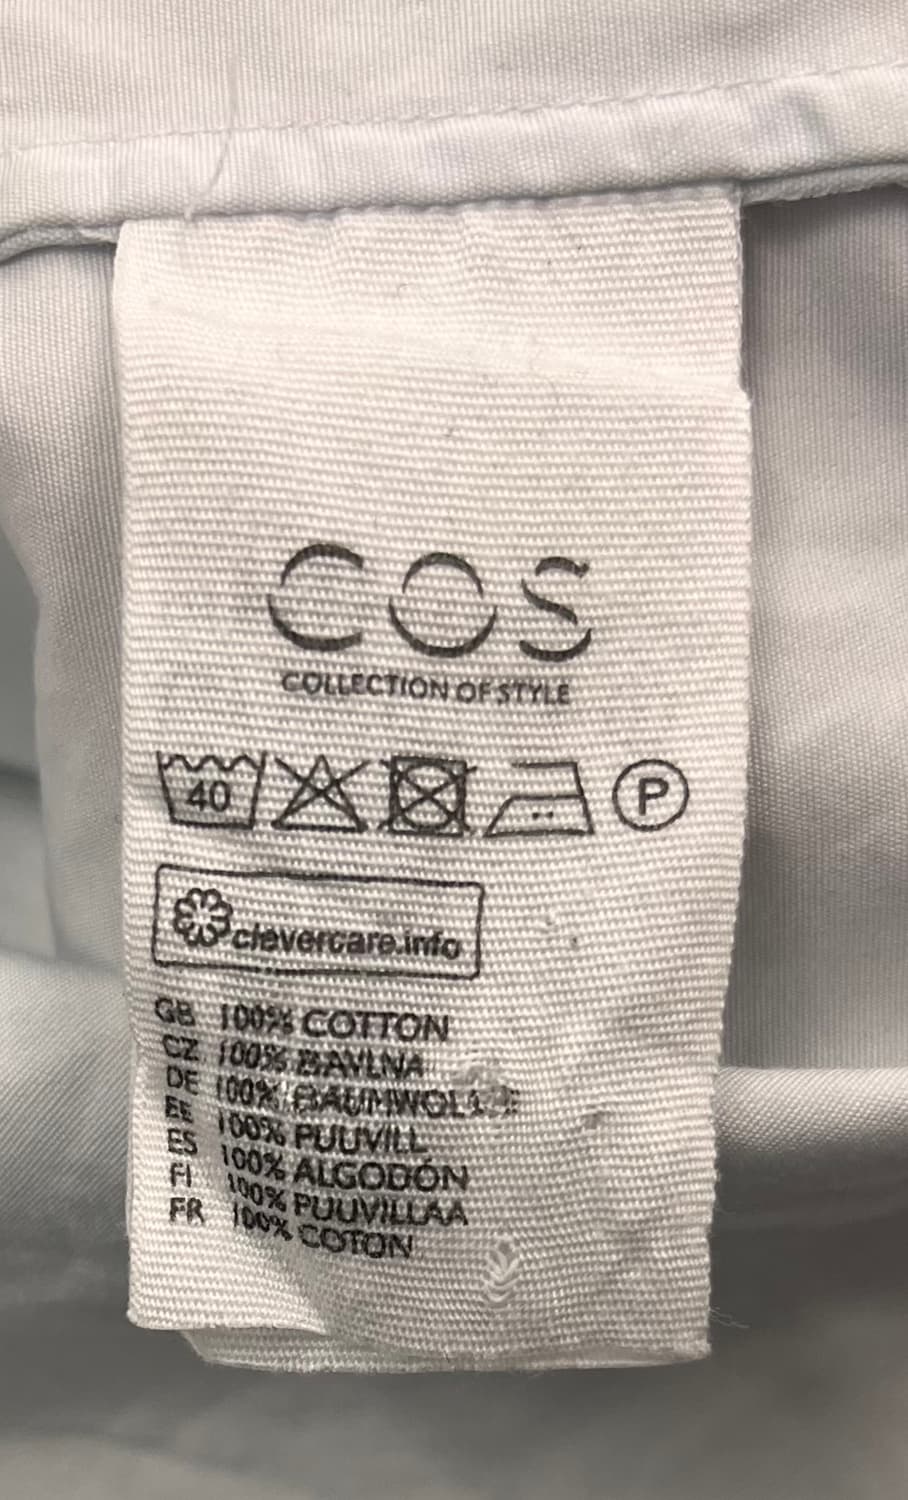 COS
COLLECTION OF STYLE
40 P
clevercare.info
GB 100% COTTON
CZ 100% BAVLNA
DE 100% BAUMWOLLE
EE 100% PUUVILL
ES 100% ALGODÓN
FI 100% PUUVILLAA
FR 100% COTON